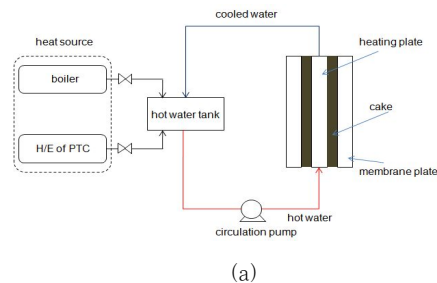 cooled water
heat source
heating plate
boiler
hot water tank
cake
H/E of PTC
membrane plate
hot water
circulation pump
(a)